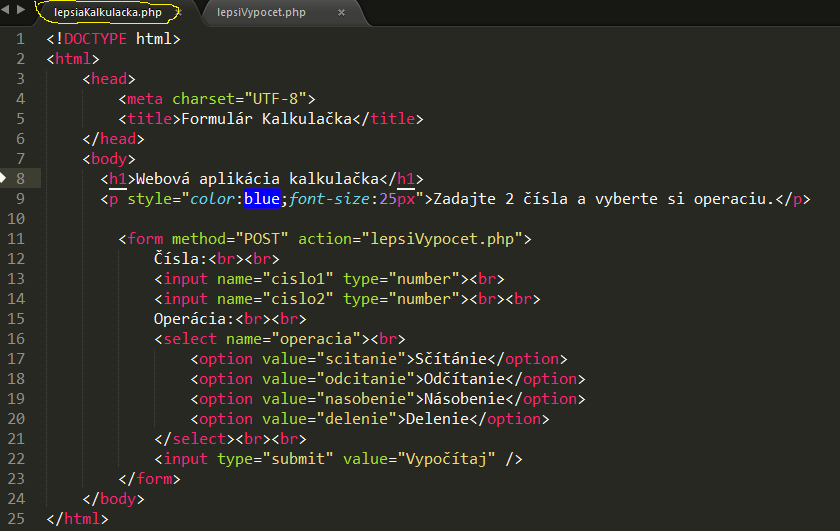 lepsiaKalkulacka.php × lepsiVypocet.php ×
1 <!DOCTYPE html>
2 <html>
3 <head>
4 <meta charset="UTF-8">
5 <title>Formulár Kalkulačka</title>
6 </head>
7 <body>
8 <h1>Webová aplikácia kalkulačka</h1>
9 <p style="color:blue;font-size:25px">Zadajte 2 čísla a vyberte si operaciu.</p>
10
11 <form method="POST" action="lepsiVypocet.php">
12 Čísla:<br><br>
13 <input name="cislo1" type="number"><br>
14 <input name="cislo2" type="number"><br><br>
15 Operácia:<br><br>
16 <select name="operacia"><br>
17 <option value="scitanie">Sčítánie</option>
18 <option value="odcitanie">Odčítanie</option>
19 <option value="nasobenie">Násobenie</option>
20 <option value="delenie">Delenie</option>
21 </select><br><br>
22 <input type="submit" value="Vypočítaj" />
23 </form>
24 </body>
25 </html>